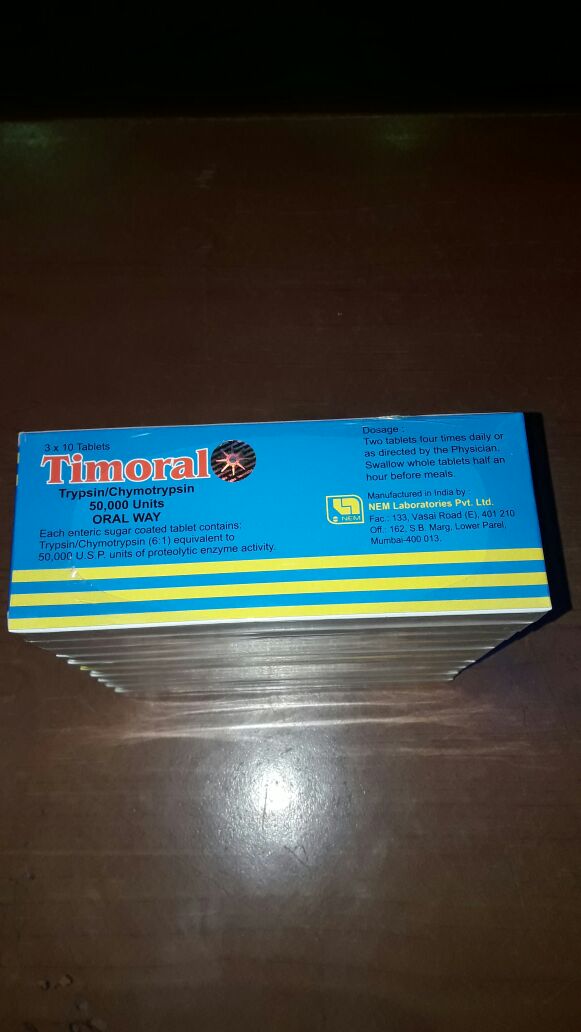 3 x 10 Tablets
Timoral
Trypsin/Chymotrypsin
50,000 Units
ORAL WAY
Each enteric sugar coated tablet contains:
Trypsin/Chymotrypsin (6:1) equivalent to
50,000 U.S.P. units of proteolytic enzyme activity.
Dosage :
Two tablets four times daily or
as directed by the Physician.
Swallow whole tablets half an
hour before meals.
NEM
Manufactured in India by :
NEM Laboratories Pvt. Ltd.
Fac.: 133, Vasai Road (E), 401 210
Off.: 162, S.B. Marg, Lower Parel,
Mumbai-400 013.